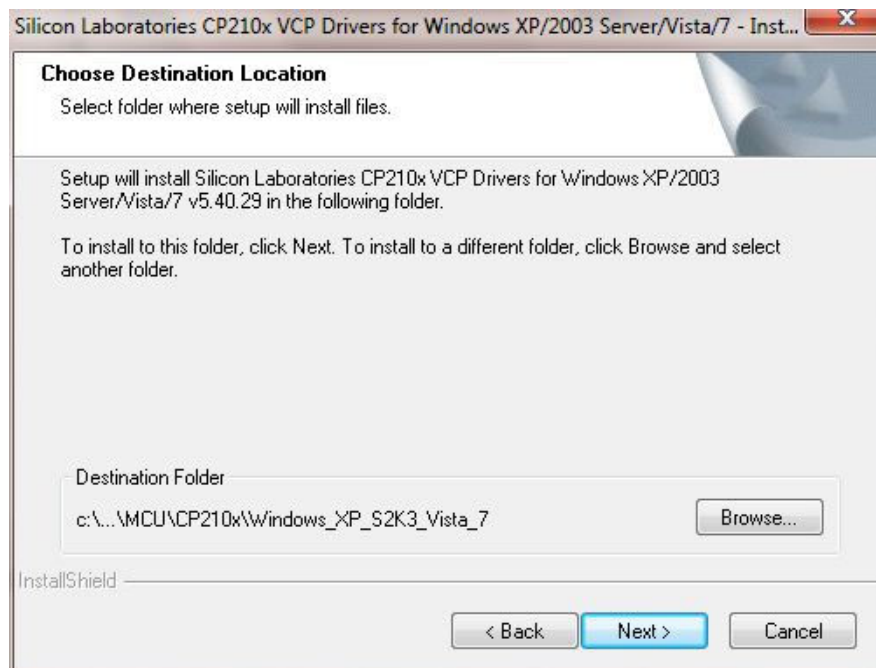 Silicon Laboratories CP210x VCP Drivers for Windows XP/2003 Server/Vista/7 - Inst...
Choose Destination Location
Select folder where setup will install files.
Setup will install Silicon Laboratories CP210x VCP Drivers for Windows XP/2003
Server/Vista/7 v5.40.29 in the following folder.
To install to this folder, click Next. To install to a different folder, click Browse and select
another folder.
Destination Folder
c:\...\MCU\CP210x\Windows_XP_S2K3_Vista_7
Browse...
InstallShield
< Back
Next >
Cancel